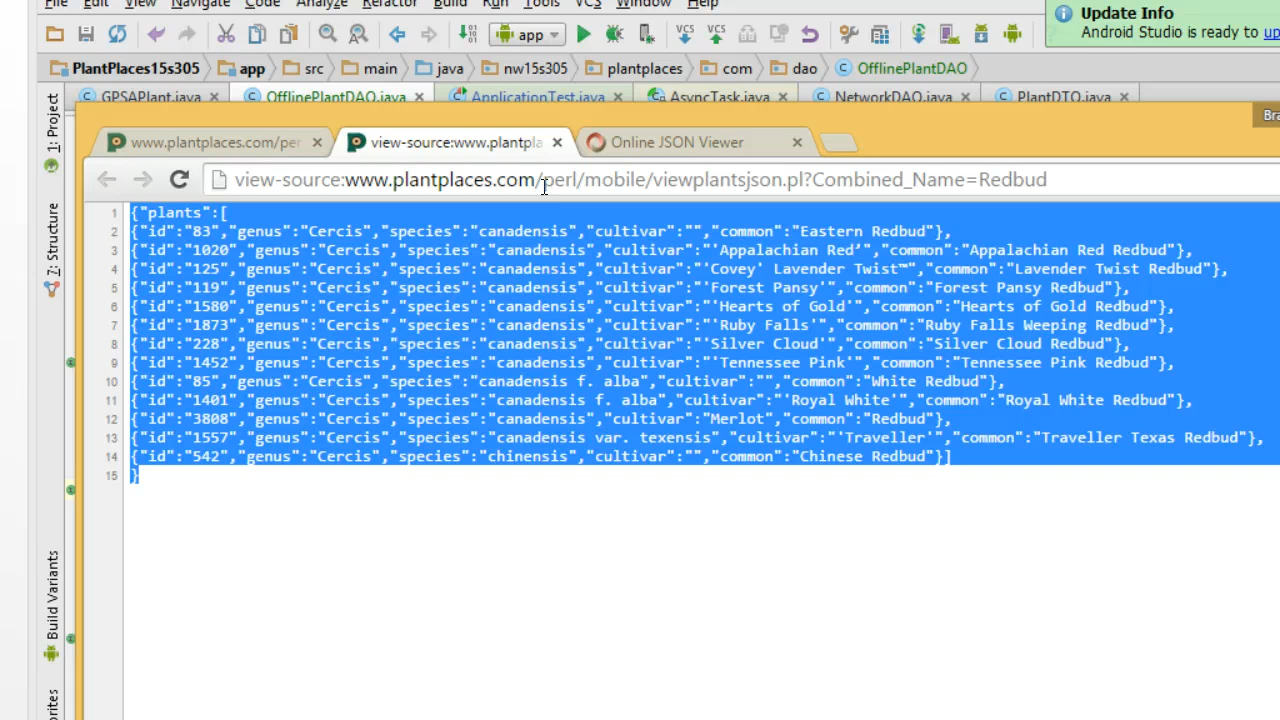 File Edit View Navigate Code Analyze Refactor Build Run Tools VCS Window Help
Update Info
Android Studio is ready to up
app
VCS VCS
PlantPlaces15s305 app src main java nw15s305 plantplaces com dao OfflinePlantDAO
GPSAPlant.java OfflinePlantDAO.java ApplicationTest.java AsyncTask.java NetworkDAO.java PlantDTO.java
Bra
www.plantplaces.com/per view-source:www.plantpla Online JSON Viewer
view-source:www.plantplaces.com/perl/mobile/viewplantsjson.pl?Combined_Name=Redbud
1 {"plants":[
2 {"id":"83","genus":"Cercis","species":"canadensis","cultivar":"","common":"Eastern Redbud"},
3 {"id":"1020","genus":"Cercis","species":"canadensis","cultivar":"'Appalachian Red'","common":"Appalachian Red Redbud"},
4 {"id":"125","genus":"Cercis","species":"canadensis","cultivar":"'Covey' Lavender Twist™","common":"Lavender Twist Redbud"},
5 {"id":"119","genus":"Cercis","species":"canadensis","cultivar":"'Forest Pansy'","common":"Forest Pansy Redbud"},
6 {"id":"1580","genus":"Cercis","species":"canadensis","cultivar":"'Hearts of Gold'","common":"Hearts of Gold Redbud"},
7 {"id":"1873","genus":"Cercis","species":"canadensis","cultivar":"'Ruby Falls'","common":"Ruby Falls Weeping Redbud"},
8 {"id":"228","genus":"Cercis","species":"canadensis","cultivar":"'Silver Cloud'","common":"Silver Cloud Redbud"},
9 {"id":"1452","genus":"Cercis","species":"canadensis","cultivar":"'Tennessee Pink'","common":"Tennessee Pink Redbud"},
10 {"id":"85","genus":"Cercis","species":"canadensis f. alba","cultivar":"","common":"White Redbud"},
11 {"id":"1401","genus":"Cercis","species":"canadensis f. alba","cultivar":"'Royal White'","common":"Royal White Redbud"},
12 {"id":"3808","genus":"Cercis","species":"canadensis","cultivar":"Merlot","common":"Redbud"},
13 {"id":"1557","genus":"Cercis","species":"canadensis var. texensis","cultivar":"'Traveller'","common":"Traveller Texas Redbud"},
14 {"id":"542","genus":"Cercis","species":"chinensis","cultivar":"","common":"Chinese Redbud"}]
15 }
1: Project
7: Structure
Build Variants
orites